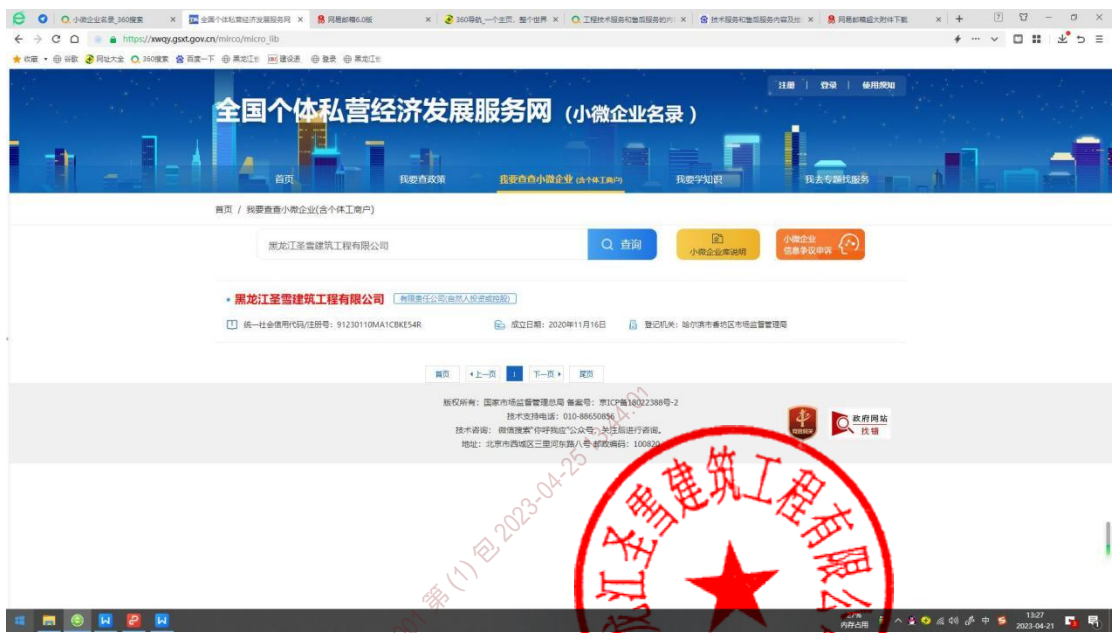 小微企业名录_360搜索
全国个体私营经济发展服务网
网易邮箱6.0版
360导航_一个主页，整个世界
工程技术服务和售后服务的内
技术服务和售后服务内容及措
网易邮箱超大附件下载
https://xwqy.gsxt.gov.cn/mirco/micro_lib
收藏 谷歌 网址大全 360搜索 百度一下 黑龙江 建设通 登录 黑龙江
注册 | 登录 | 使用须知
全国个体私营经济发展服务网（小微企业名录）
首页 我要查政策 我要查查小微企业(含个体工商户) 我要学知识 我去专题找服务
首页 / 我要查查小微企业(含个体工商户)
黑龙江圣雪建筑工程有限公司
查询
小微企业库说明
小微企业
信息争议申诉
黑龙江圣雪建筑工程有限公司 有限责任公司(自然人投资或控股)
统一社会信用代码/注册号：91230110MA1CBKE54R 成立日期：2020年11月16日 登记机关：哈尔滨市香坊区市场监督管理局
首页 上一页 1 下一页 尾页
版权所有：国家市场监督管理总局 备案号：京ICP备18022388号-2
技术支持电话：010-88650856
技术咨询： 微信搜索"你呼我应"公众号，关注后进行咨询。
地址：北京市西城区三里河东路八号 邮政编码：100820
党政机关
政府网站
找错
第(1)包 2023-04-25 13:44:01
龙江圣雪建筑工程有限公
27%
内存占用
中
13:27
2023-04-21